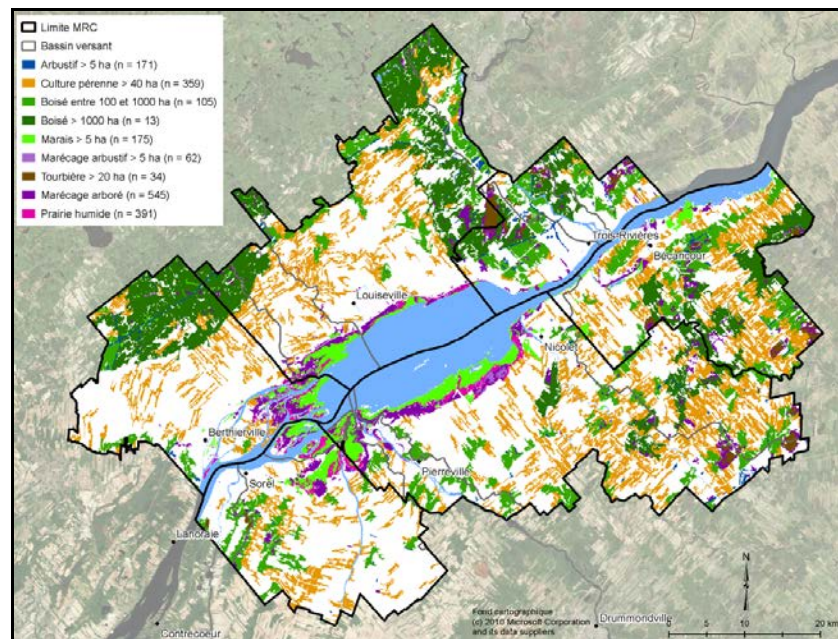 Limite MRC
Bassin versant
Arbustif > 5 ha (n = 171)
Culture pérenne > 40 ha (n = 359)
Boisé entre 100 et 1000 ha (n = 105)
Boisé > 1000 ha (n = 13)
Marais > 5 ha (n = 175)
Marécage arbustif > 5 ha (n = 62)
Tourbière > 20 ha (n = 34)
Marécage arboré (n = 545)
Prairie humide (n = 391)
Trois-Rivières
Bécancour
Louiseville
Nicolet
Berthierville
Pierreville
Sorel
Lanoraie
Contrecoeur
Drummondville
Fond cartographique
(c) 2010 Microsoft Corporation
and its data suppliers
N
5 10 20 km